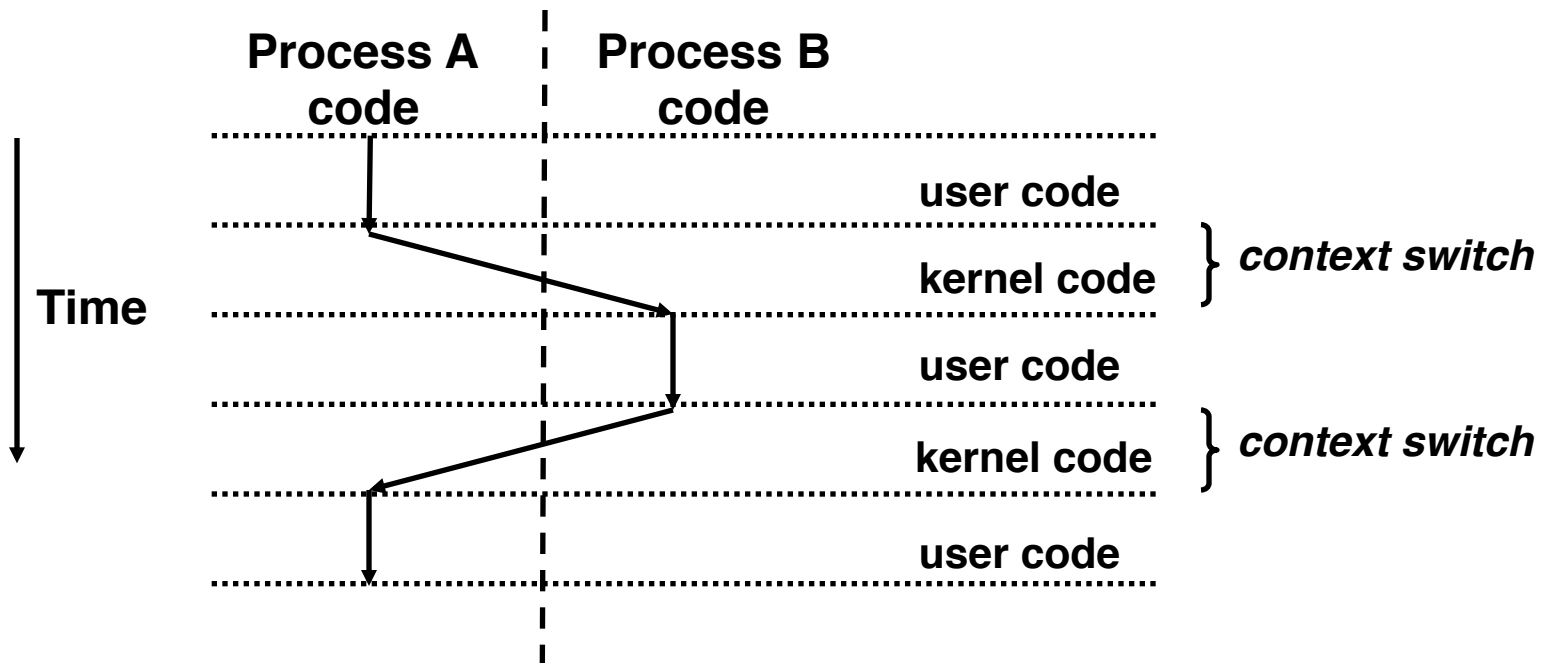 Process A
code
Process B
code
user code
context switch
kernel code
Time
user code
context switch
kernel code
user code